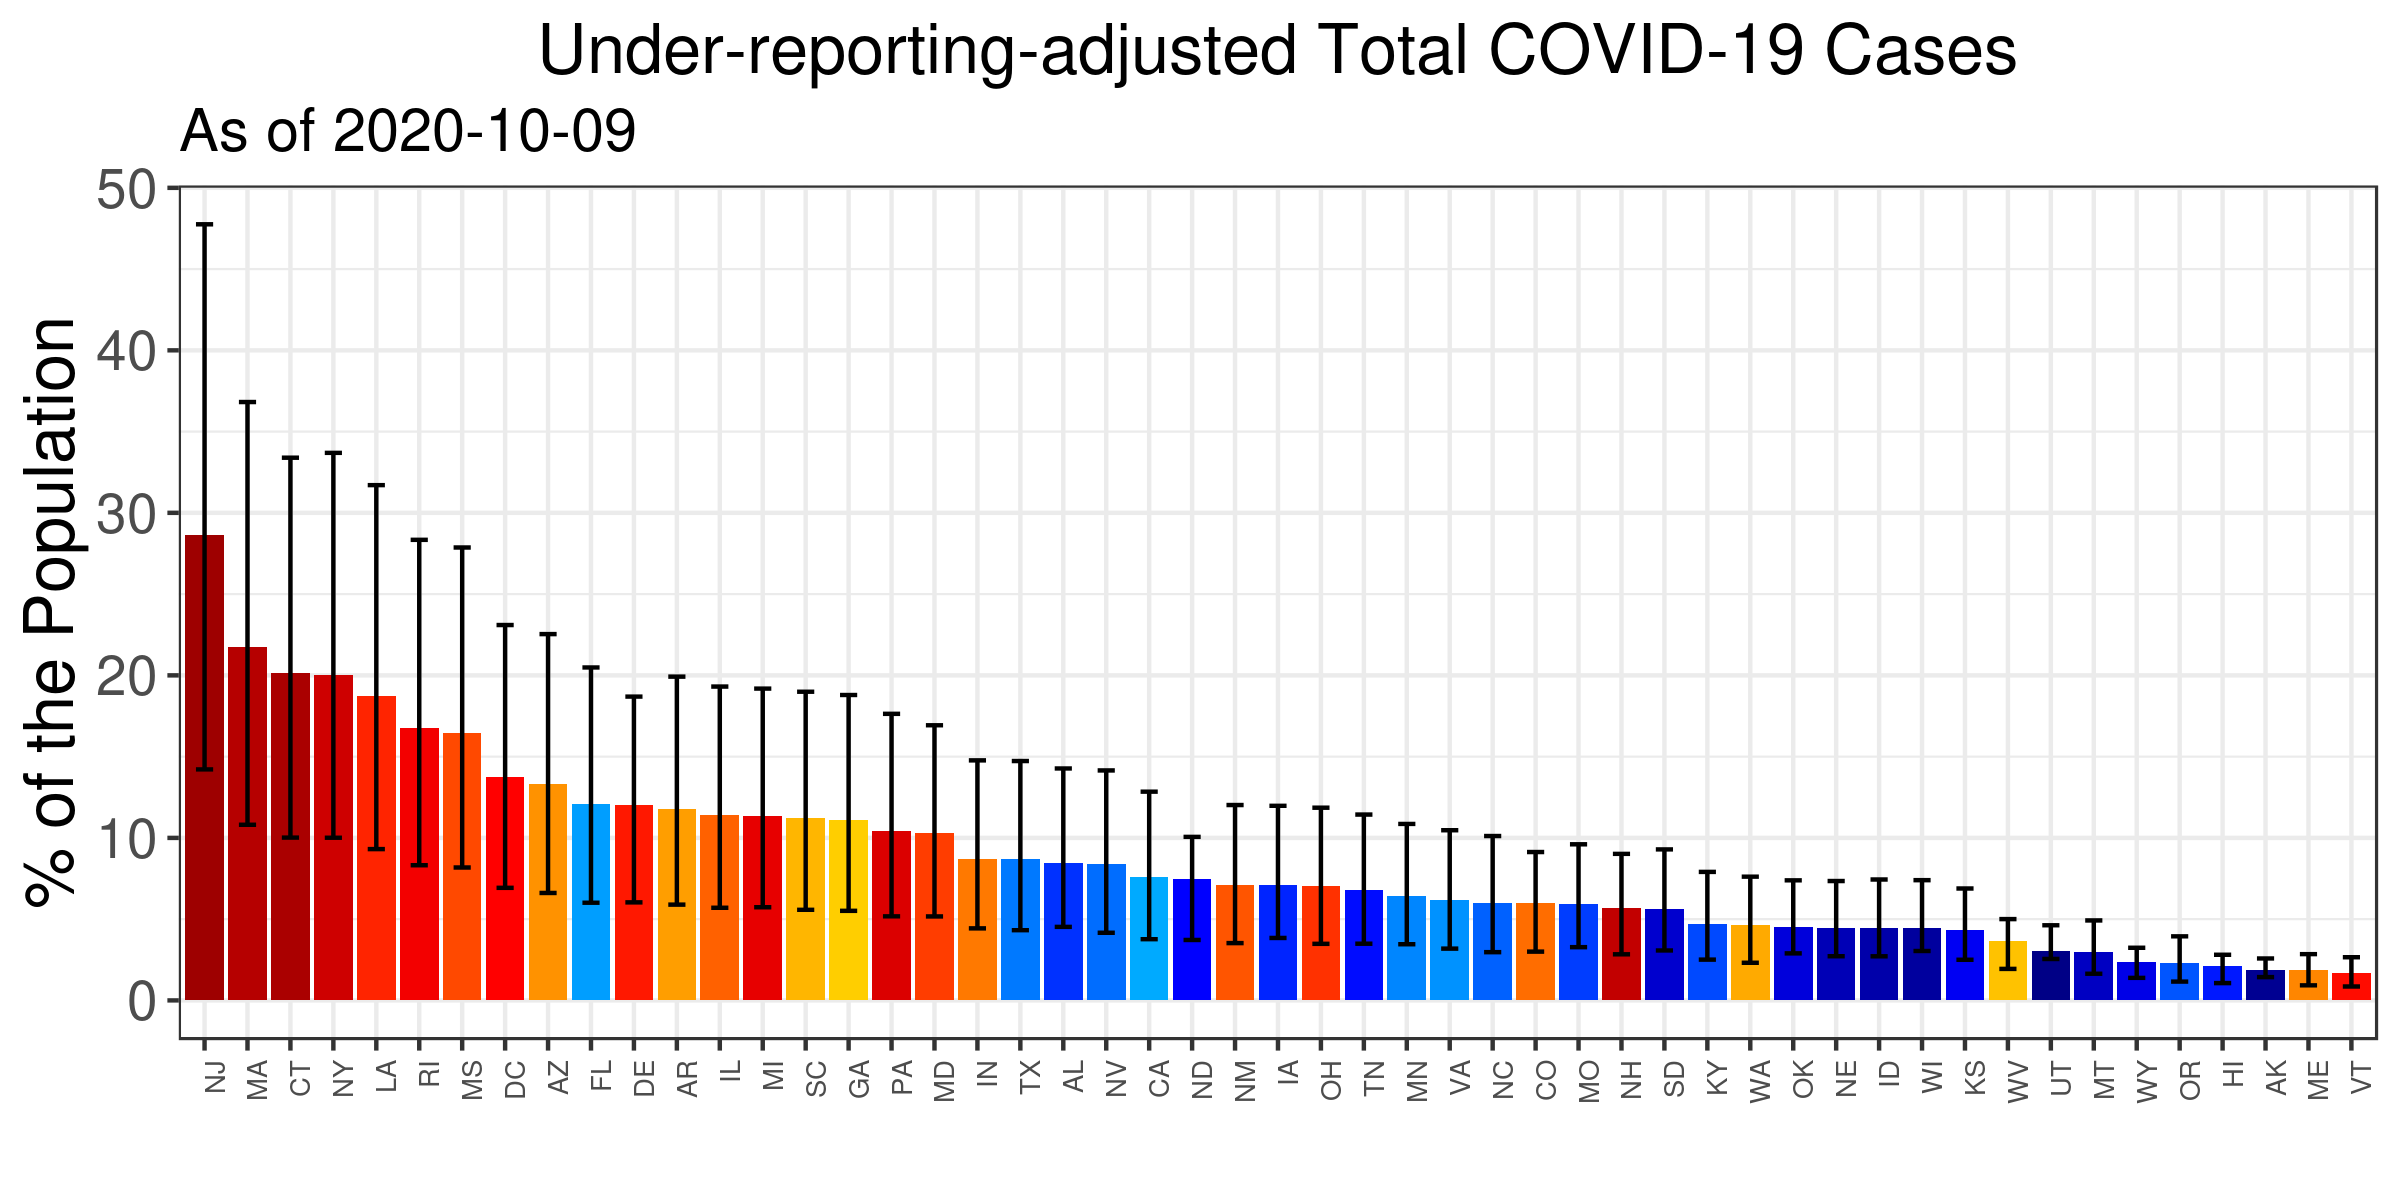 Under-reporting-adjusted Total COVID-19 Cases
As of 2020-10-09
% of the Population
50
40
30
20
10
0
NJ MA CT NY LA RI MS DC AZ FL DE AR IL MI SC GA PA MD IN TX AL NV CA ND NM IA OH TN MN VA NC CO MO NH SD KY WA OK NE ID WI KS WV UT MT WY OR HI AK ME VT